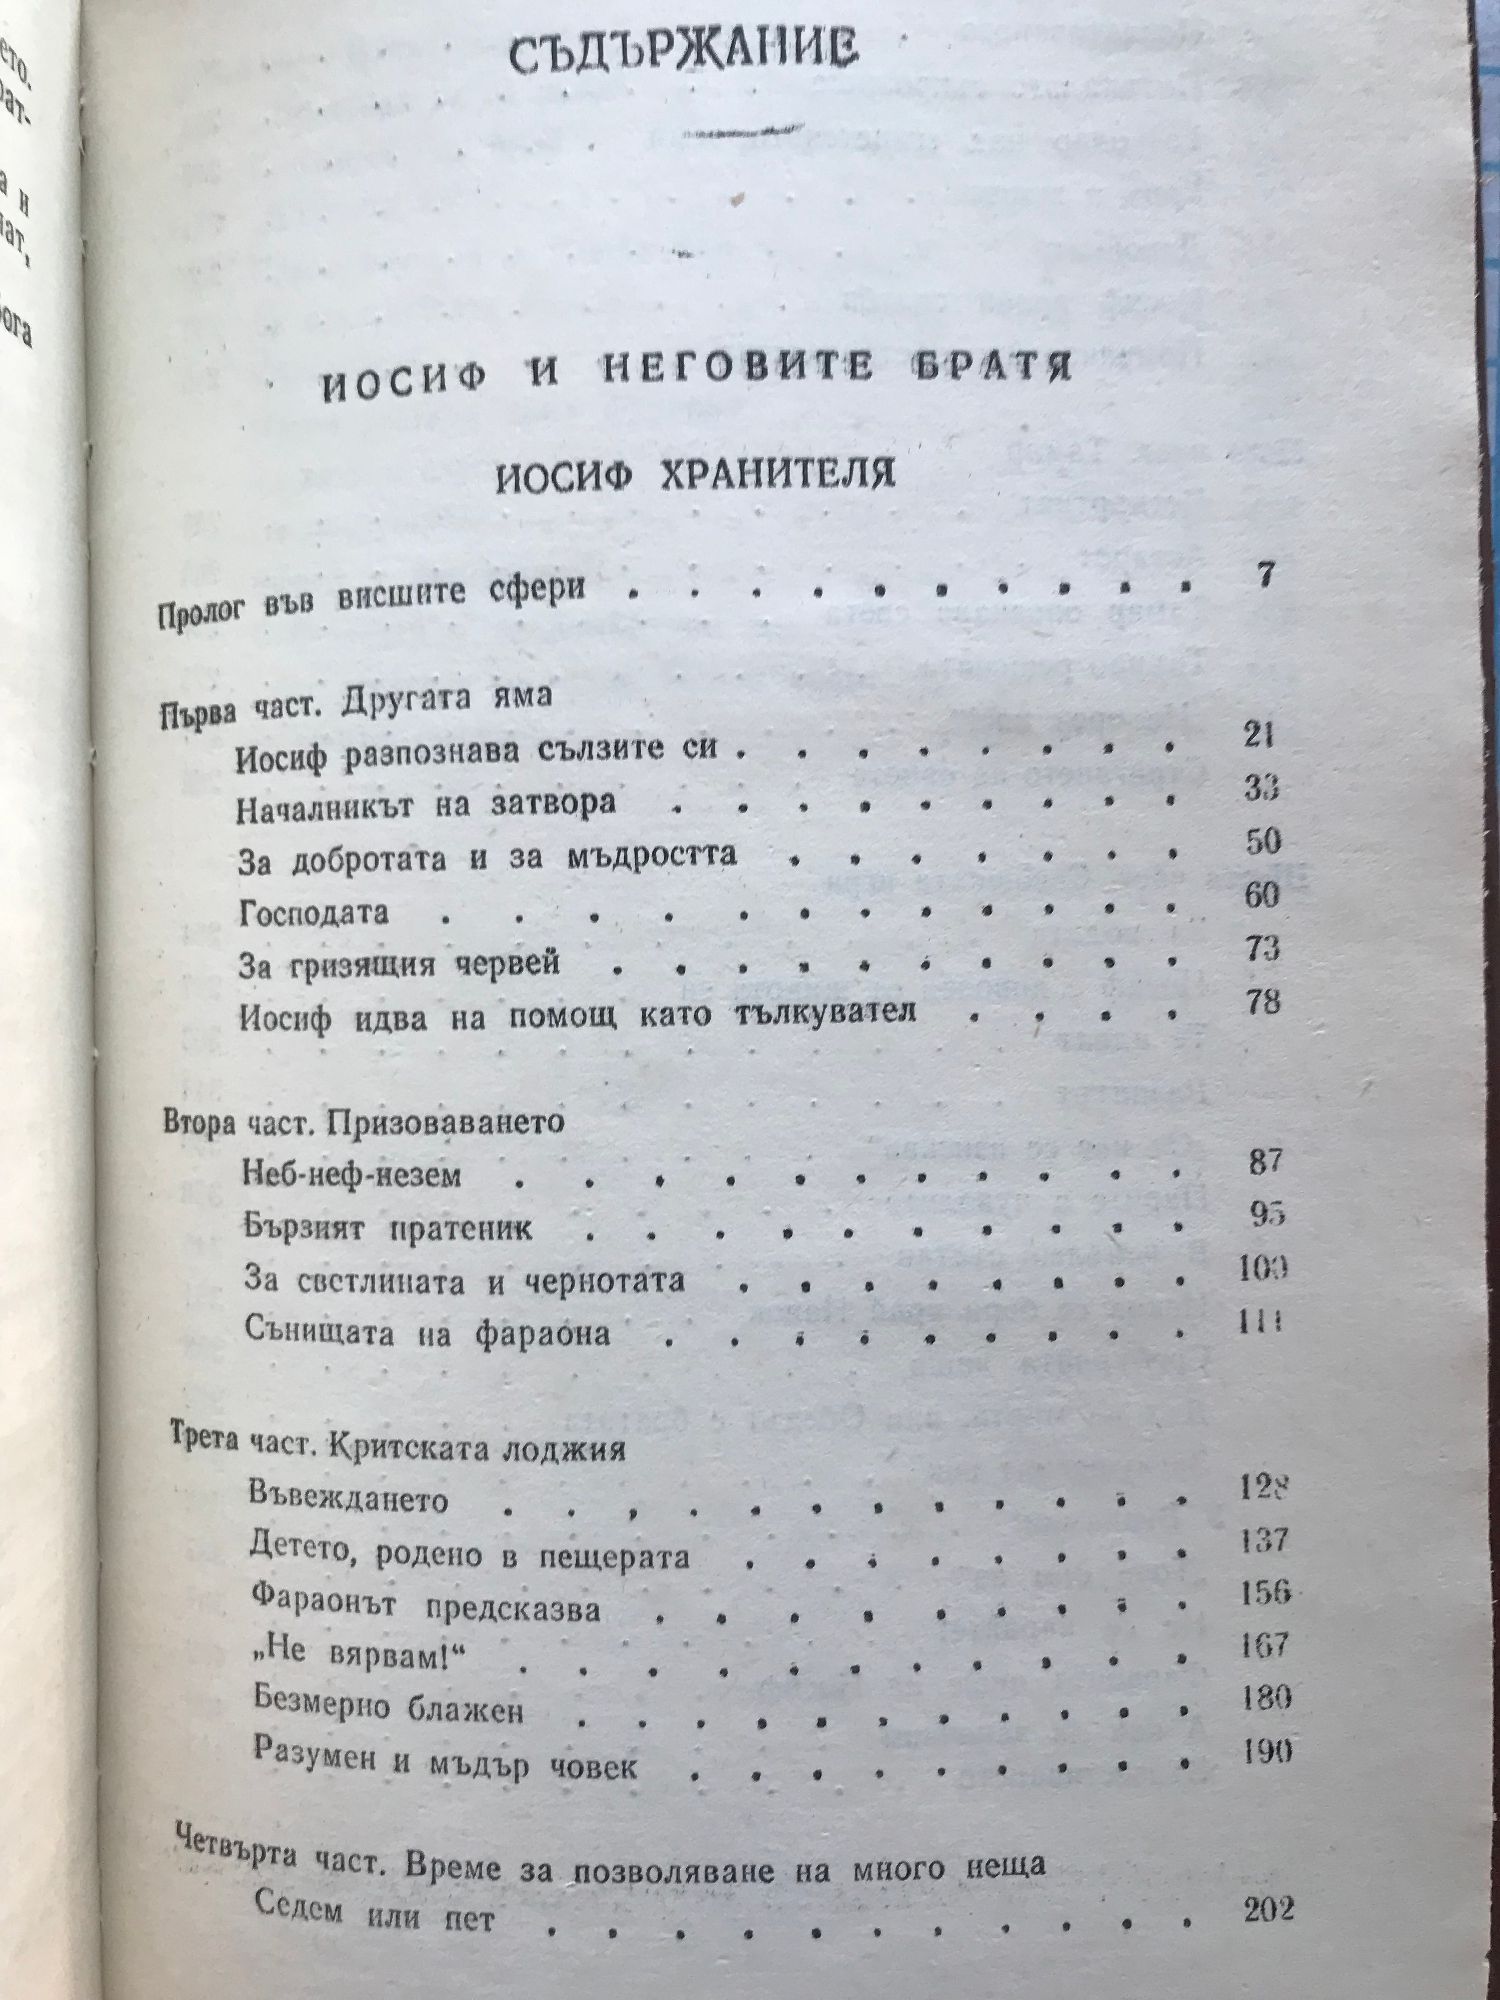 СЪДЪРЖАНИЕ
ИОСИФ И НЕГОВИТЕ БРАТЯ
ИОСИФ ХРАНИТЕЛЯ
Пролог във висшите сфери . . . . . . . . . . 7
Първа част. Другата яма
Иосиф разпознава сълзите си . . . . . . . . 21
Началникът на затвора . . . . . . . . . 33
За добротата и за мъдростта . . . . . . . 50
Господата . . . . . . . . . . . . 60
За гризящия червей . . . . . . . . . . 73
Иосиф идва на помощ като тълкувател . . . . 78
Втора част. Призоваването
Неб-неф-незем . . . . . . . . . . . 87
Бързият пратеник . . . . . . . . . . 95
За светлината и чернотата . . . . . . . . 100
Сънищата на фараона . . . . . . . . . 111
Трета част. Критската лоджия
Въвеждането . . . . . . . . . . . . 128
Детето, родено в пещерата . . . . . . . . 137
Фараонът предсказва . . . . . . . . . 156
„Не вярвам!“ . . . . . . . . . . . 167
Безмерно блажен . . . . . . . . . . . 180
Разумен и мъдър човек . . . . . . . . . 190
Четвърта част. Време за позволяване на много неща
Седем или пет . . . . . . . . . . . 202